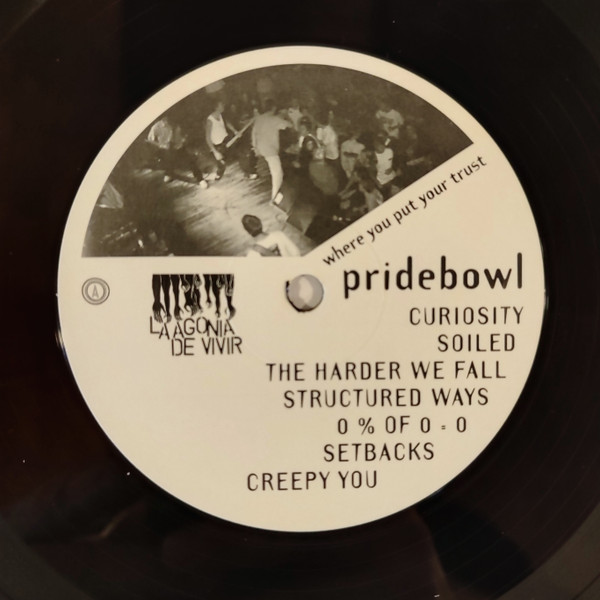 where you put your trust
pridebowl
A
LA AGONIA
DE VIVIR
CURIOSITY
SOILED
THE HARDER WE FALL
STRUCTURED WAYS
0 % OF 0 = 0
SETBACKS
CREEPY YOU